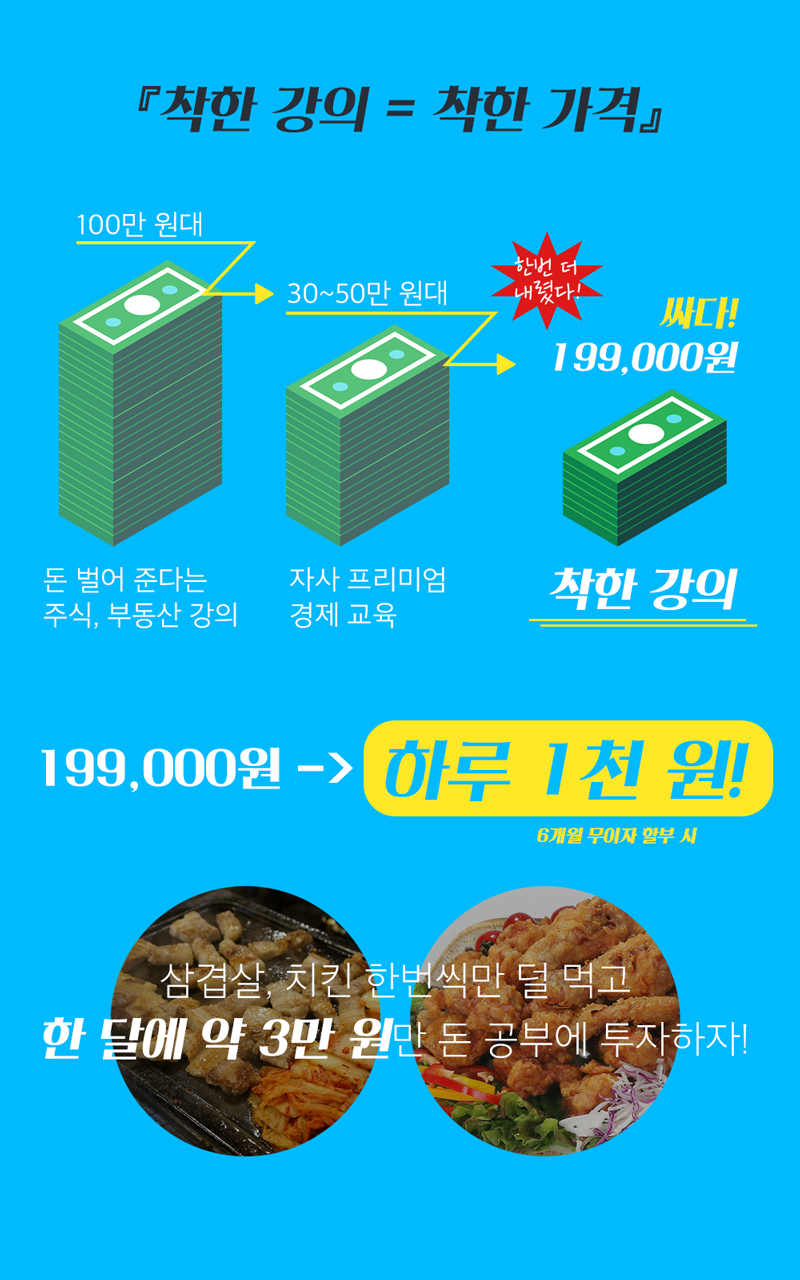 『착한 강의 = 착한 가격』
100만 원대
30~50만 원대
한번 더
내렸다!
싸다!
199,000원
돈 벌어 준다는
주식, 부동산 강의
자사 프리미엄
경제 교육
착한 강의
199,000원 -> 하루 1천 원!
6개월 무이자 할부 시
삼겹살, 치킨 한번씩만 덜 먹고
한 달에 약 3만 원만 돈 공부에 투자하자!